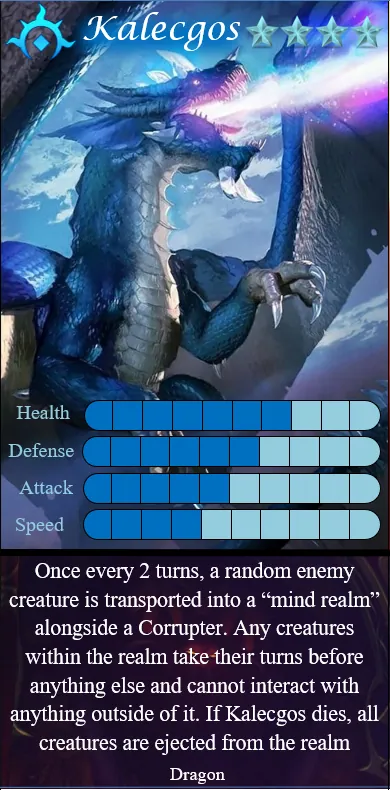 Kalecgos
Health
Defense
Attack
Speed
Once every 2 turns, a random enemy
creature is transported into a “mind realm”
alongside a Corrupter. Any creatures
within the realm take their turns before
anything else and cannot interact with
anything outside of it. If Kalecgos dies, all
creatures are ejected from the realm
Dragon